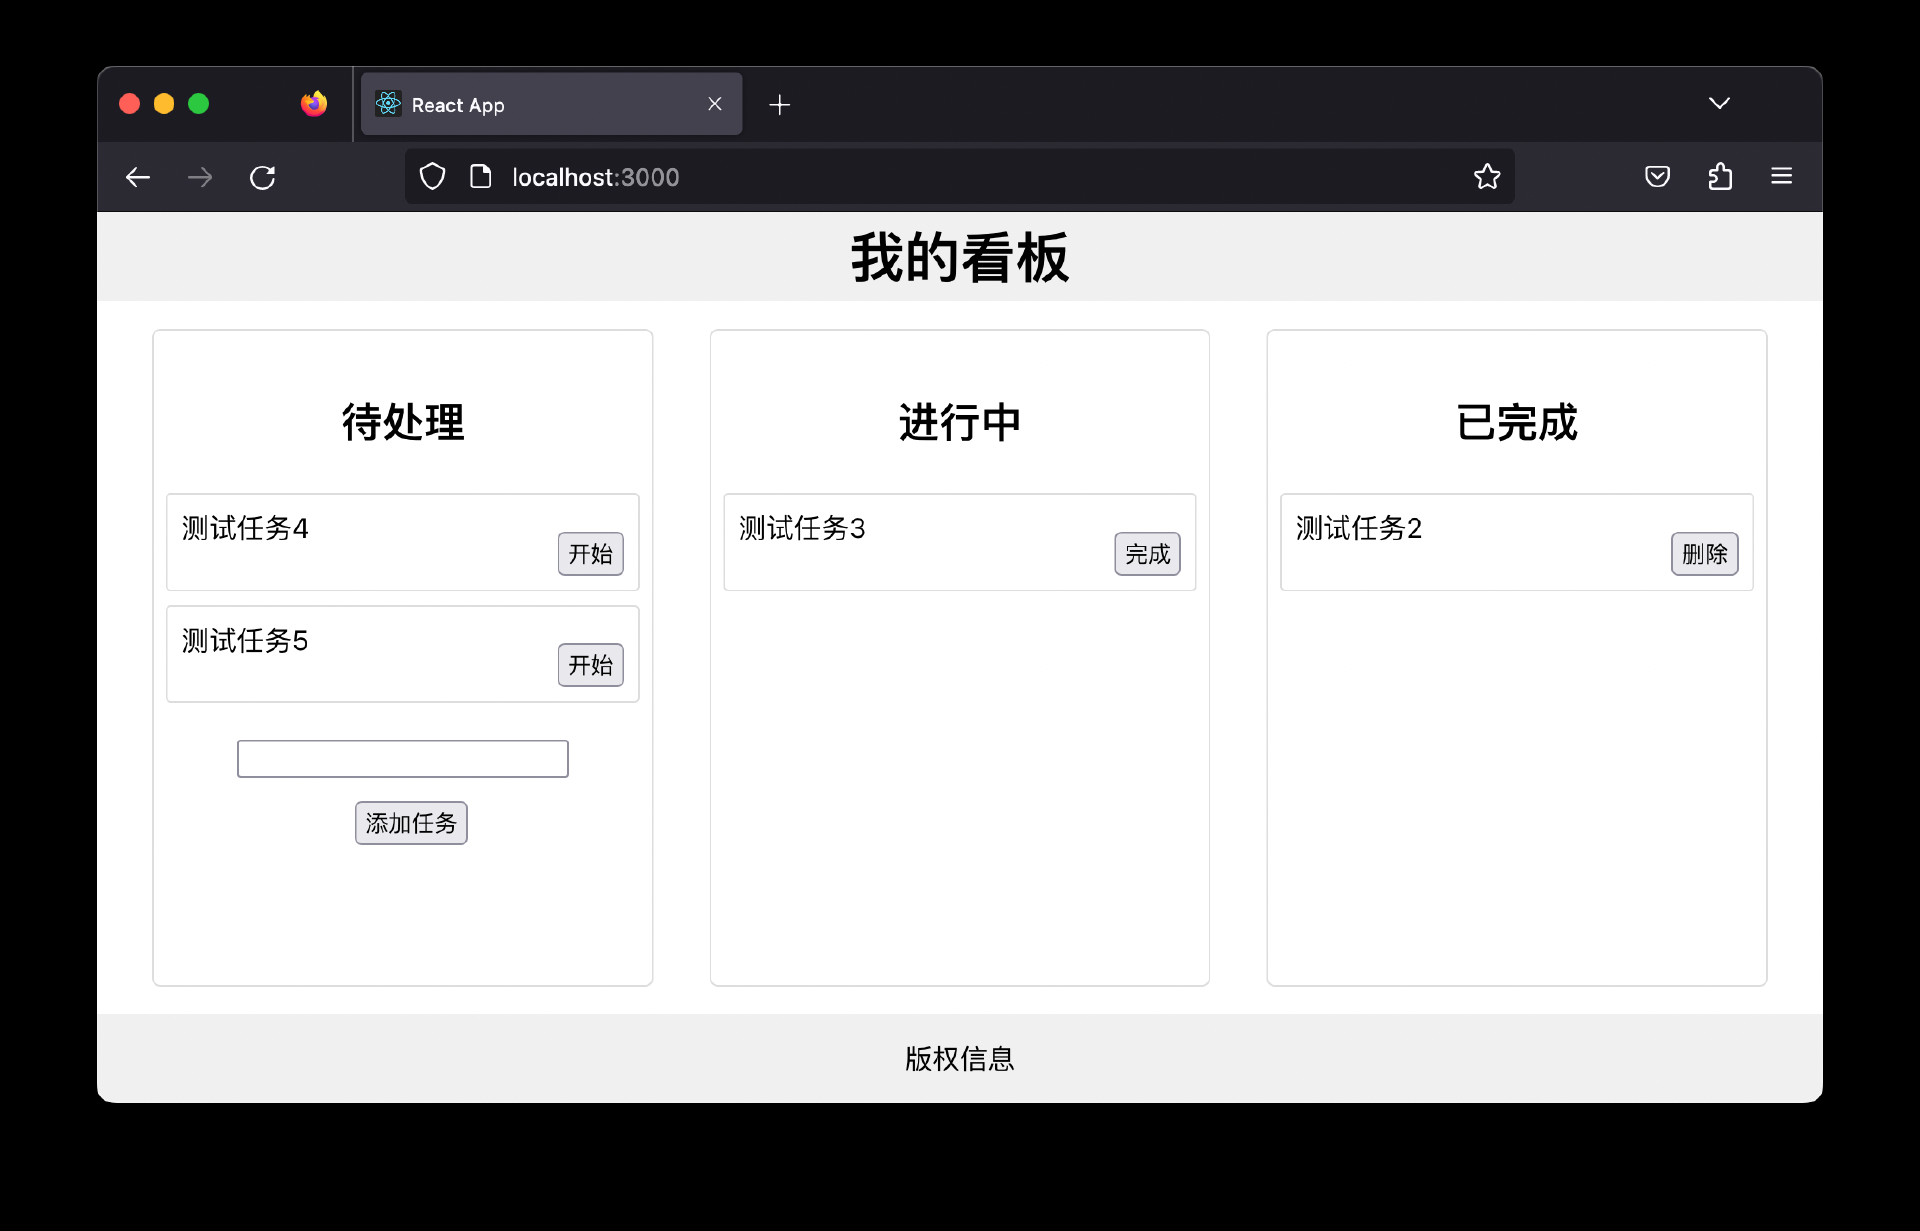 React App
localhost:3000
我的看板
待处理
测试任务4
开始
测试任务5
开始
添加任务
进行中
测试任务3
完成
已完成
测试任务2
删除
版权信息